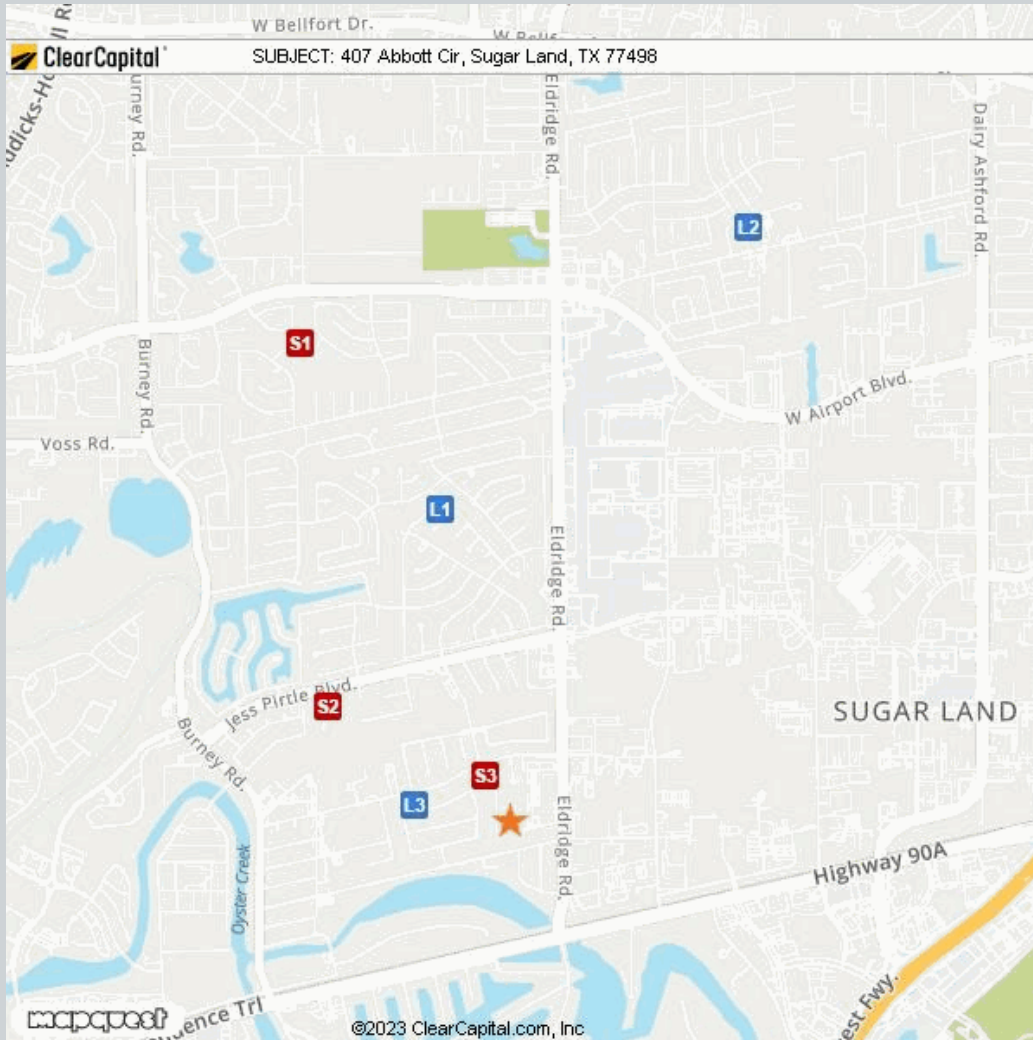 W Bellfort Dr.
ClearCapital
SUBJECT: 407 Abbott Cir, Sugar Land, TX 77498
Burney Rd.
Eldridge Rd.
Dairy Ashford Rd.
L2
S1
Burney Rd.
W Airport Blvd.
Voss Rd.
L1
Eldridge Rd.
Jess Pirtle Blvd.
S2
SUGAR LAND
Burney Rd.
S3
L3
Eldridge Rd.
Highway 90A
Oyster Creek
mapquest
©2023 ClearCapital.com, Inc